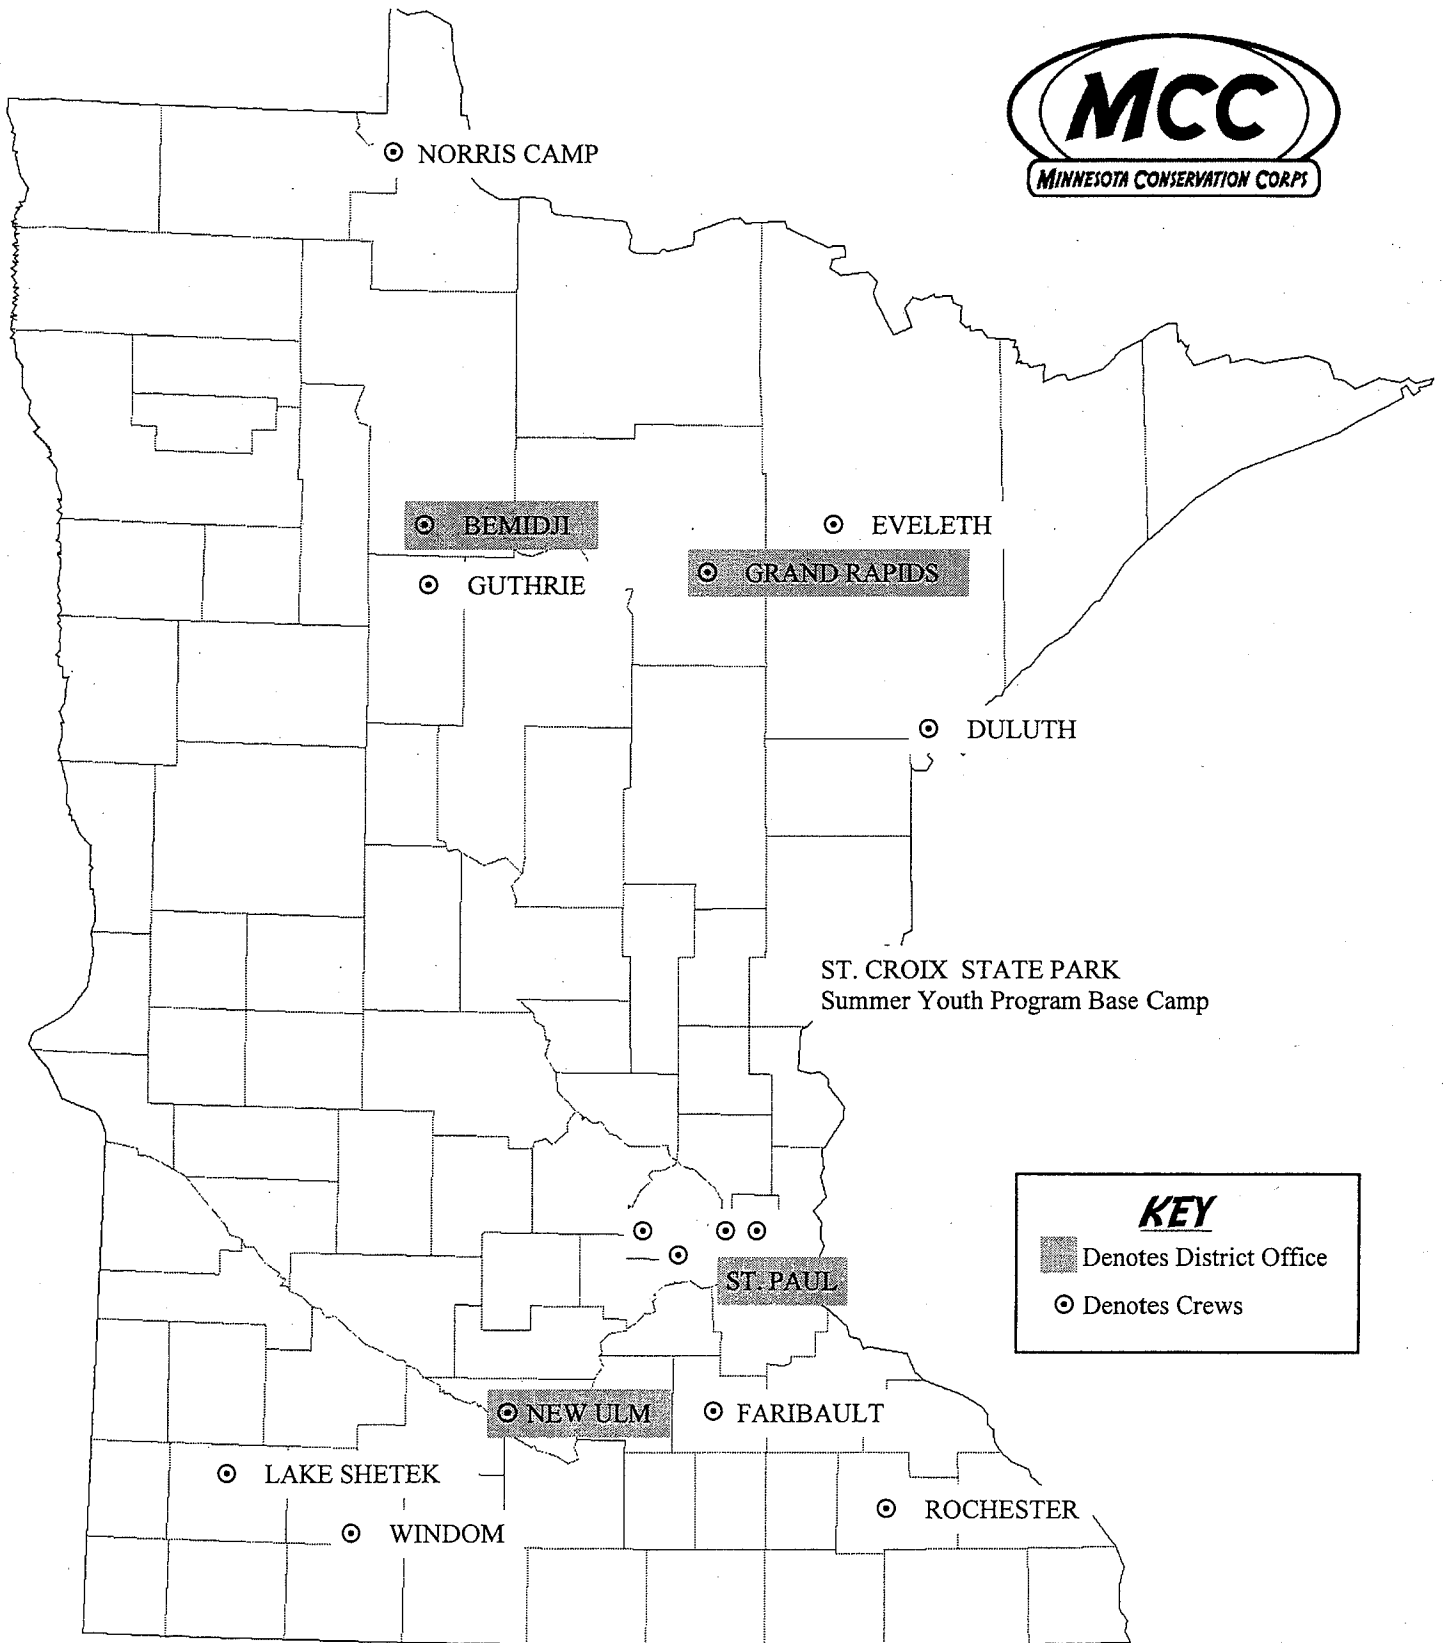 MCC
MINNESOTA CONSERVATION CORPS
NORRIS CAMP
BEMIDJI
EVELETH
GRAND RAPIDS
GUTHRIE
DULUTH
ST. CROIX STATE PARK
Summer Youth Program Base Camp
KEY
Denotes District Office
Denotes Crews
ST. PAUL
NEW ULM
FARIBAULT
LAKE SHETEK
ROCHESTER
WINDOM